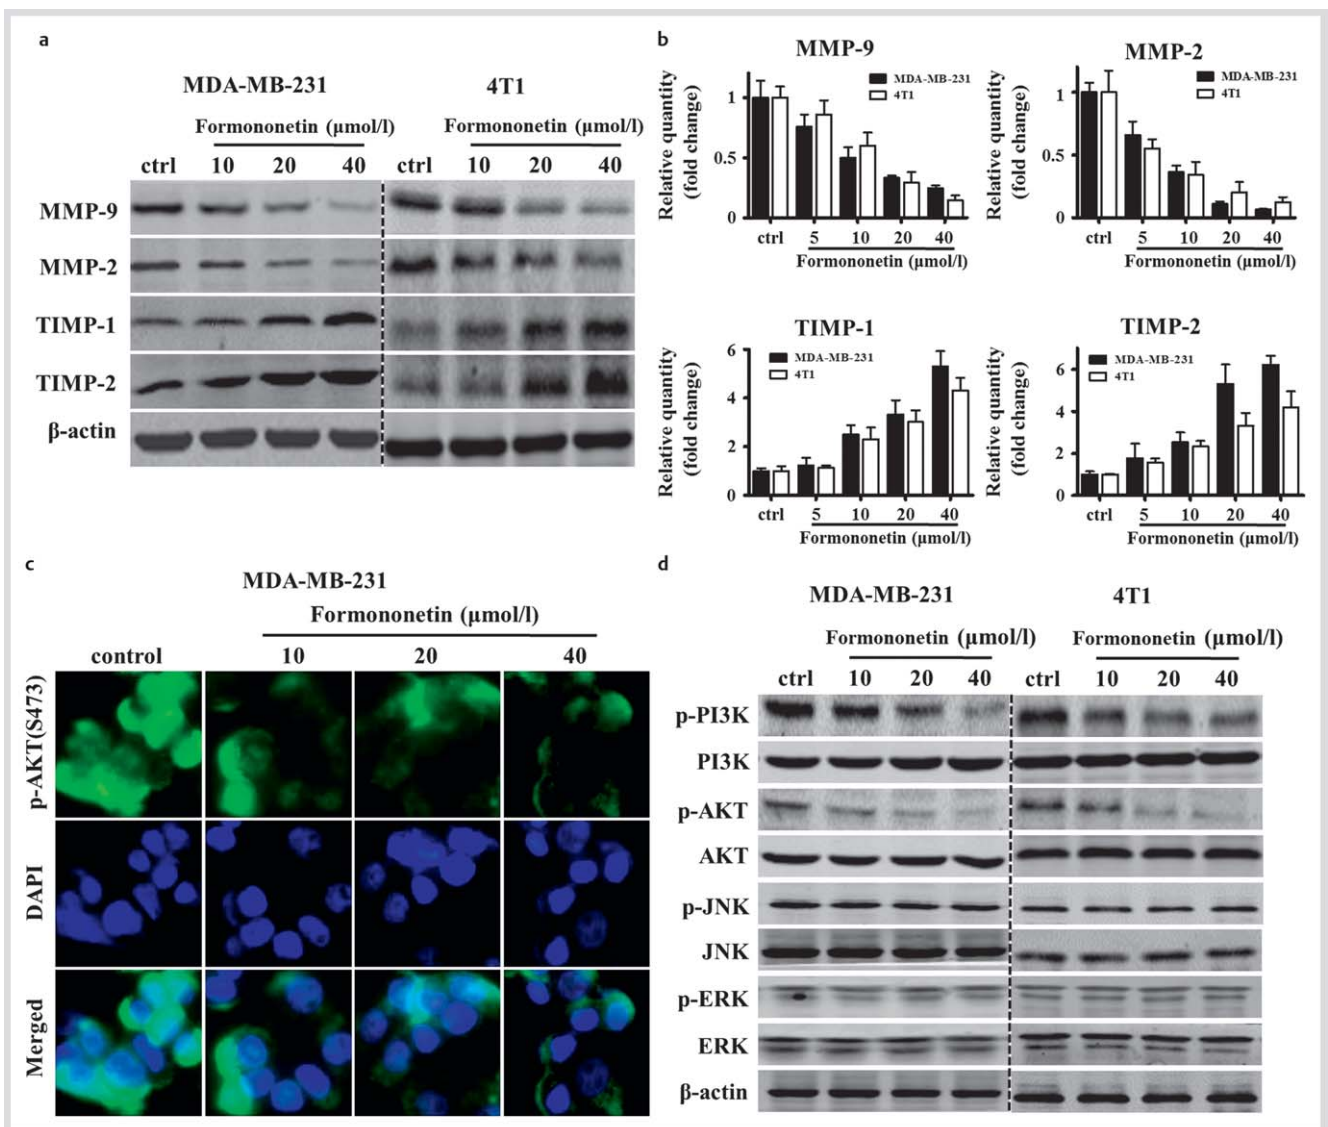 a
MDA-MB-231 4T1
Formononetin (µmol/l) Formononetin (µmol/l)
ctrl 10 20 40 ctrl 10 20 40
MMP-9
MMP-2
TIMP-1
TIMP-2
β-actin
b
MMP-9
Relative quantity
(fold change)
MDA-MB-231
4T1
1
0.5
0
ctrl 5 10 20 40
Formononetin (µmol/l)
MMP-2
Relative quantity
(fold change)
MDA-MB-231
4T1
1
0.5
0
ctrl 5 10 20 40
Formononetin (µmol/l)
TIMP-1
Relative quantity
(fold change)
MDA-MB-231
4T1
6
4
2
0
ctrl 5 10 20 40
Formononetin (µmol/l)
TIMP-2
Relative quantity
(fold change)
MDA-MB-231
4T1
6
4
2
0
ctrl 5 10 20 40
Formononetin (µmol/l)
c
MDA-MB-231
Formononetin (µmol/l)
control 10 20 40
p-AKT(S473)
DAPI
Merged
d
MDA-MB-231 4T1
Formononetin (µmol/l) Formononetin (µmol/l)
ctrl 10 20 40 ctrl 10 20 40
p-PI3K
PI3K
p-AKT
AKT
p-JNK
JNK
p-ERK
ERK
β-actin